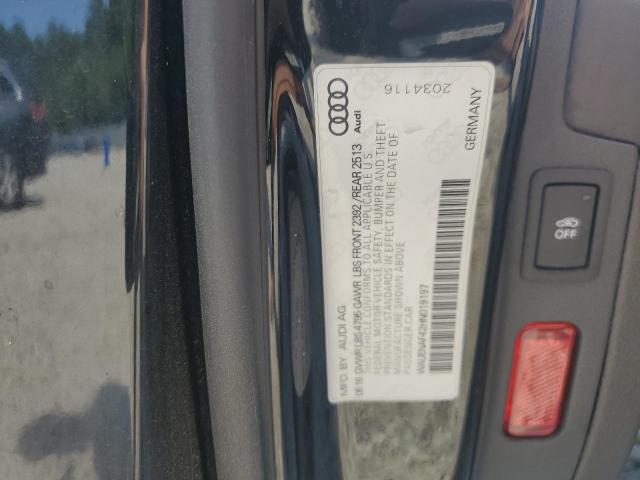 MFD. BY AUDI AG
06/16 GVWR LBS 4795 GAWR LBS FRONT 2392/REAR 2513
THIS VEHICLE CONFORMS TO ALL APPLICABLE U S
FEDERAL MOTOR VEHICLE SAFETY, BUMPER AND THEFT
PREVENTION STANDARDS IN EFFECT ON THE DATE OF
MANUFACTURE SHOWN ABOVE
PASSENGER CAR
WAUENAF42HN019197
Audi
2034116
GERMANY
OFF